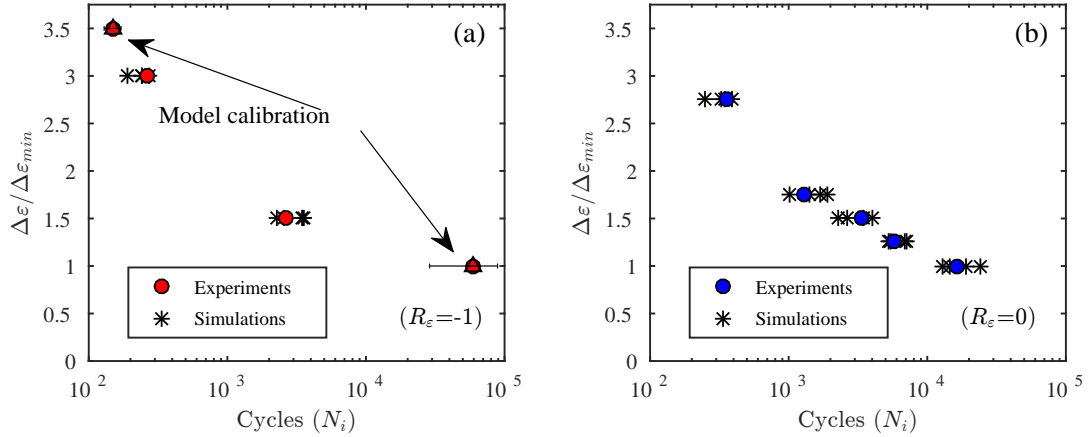 (a)
Δε/Δε_min
3.5
3
2.5
2
1.5
1
0.5
0
Model calibration
Experiments
Simulations
(R_ε=-1)
10^2
10^3
10^4
10^5
Cycles (N_i)
(b)
Δε/Δε_min
3.5
3
2.5
2
1.5
1
0.5
0
Experiments
Simulations
(R_ε=0)
10^2
10^3
10^4
10^5
Cycles (N_i)